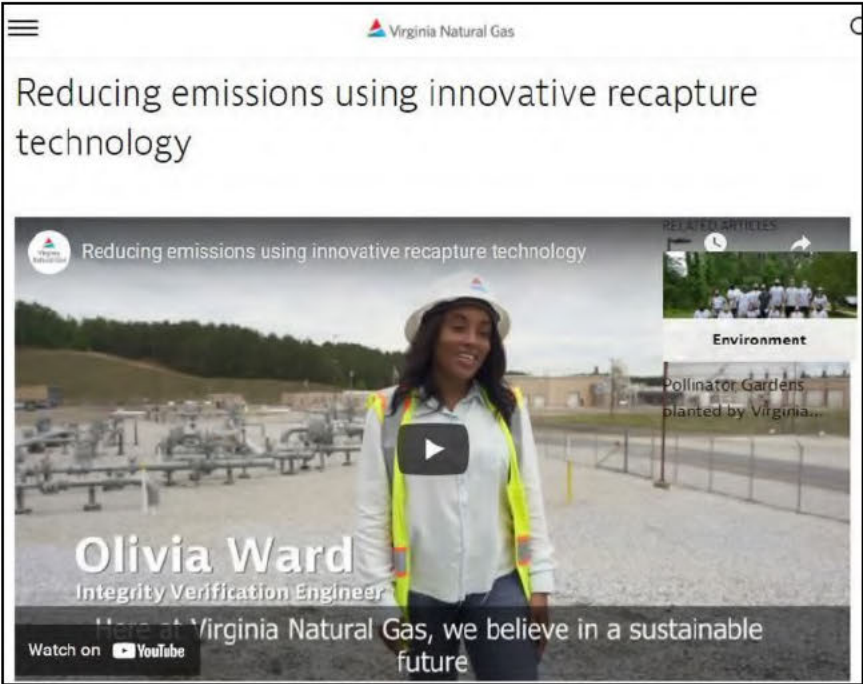 Virginia Natural Gas
Reducing emissions using innovative recapture
technology
Reducing emissions using innovative recapture technology
RELATED ARTICLES
Environment
Pollinator Gardens
planted by Virginia...
Olivia Ward
Integrity Verification Engineer
Here at Virginia Natural Gas, we believe in a sustainable
future
Watch on YouTube